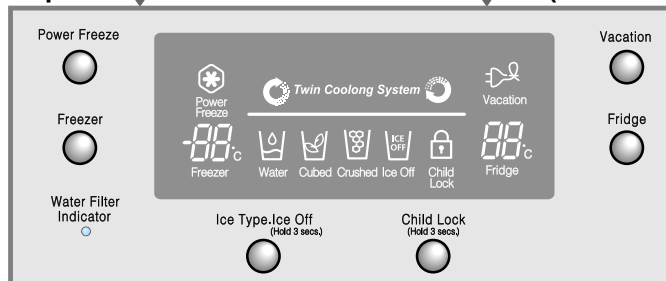 Power Freeze
Vacation
Power
Freeze
Twin Coolong System
Vacation
Freezer
Fridge
-88°c
88°c
ICE
OFF
Freezer
Water
Cubed
Crushed
Ice Off
Child
Lock
Fridge
Water Filter
Indicator
Ice Type.Ice Off
(Hold 3 secs.)
Child Lock
(Hold 3 secs.)